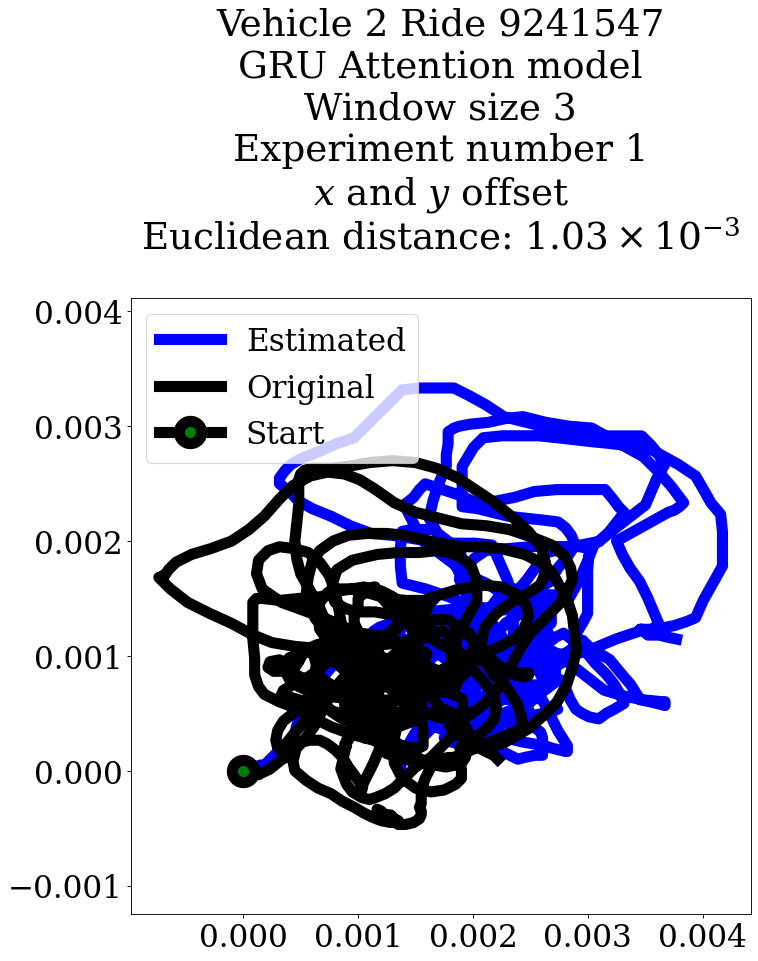 Vehicle 2 Ride 9241547
GRU Attention model
Window size 3
Experiment number 1
x and y offset
Euclidean distance: 1.03 × 10⁻³
0.004
0.003
0.002
0.001
0.000
−0.001
Estimated
Original
Start
0.000 0.001 0.002 0.003 0.004